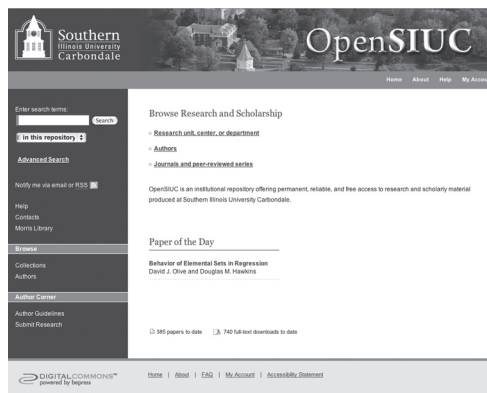 Southern
Illinois University
Carbondale
OpenSIUC
Home About Help My Accou
Enter search terms:
Search
in this repository
Advanced Search
Notify me via email or RSS
Help
Contacts
Morris Library
Browse
Collections
Authors
Author Corner
Author Guidelines
Submit Research
Browse Research and Scholarship
Research unit, center, or department
Authors
Journals and peer-reviewed series
OpenSIUC is an institutional repository offering permanent, reliable, and free access to research and scholarly material
produced at Southern Illinois University Carbondale.
Paper of the Day
Behavior of Elemental Sets in Regression
David J. Olive and Douglas M. Hawkins
385 papers to date 740 full-text downloads to date
DIGITALCOMMONS™
powered by bepress
Home | About | FAQ | My Account | Accessibility Statement